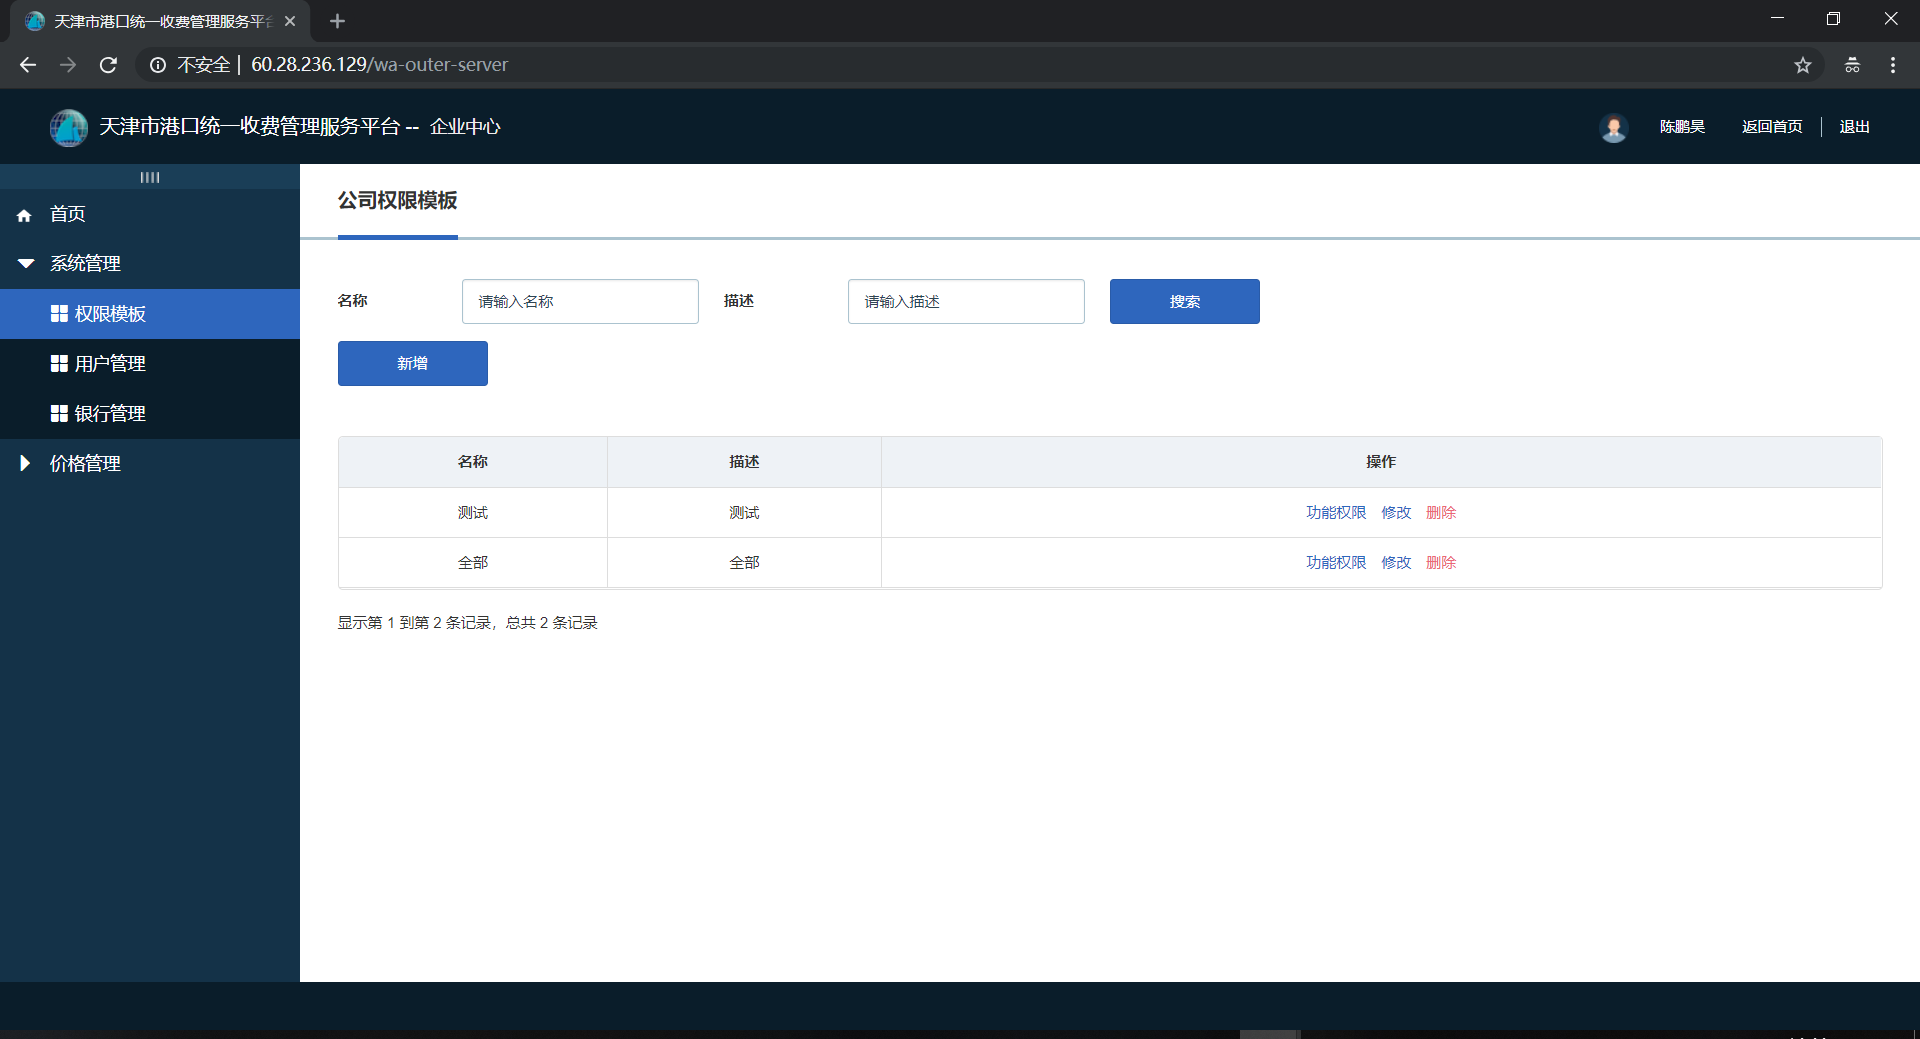 天津市港口统一收费管理服务平
不安全 | 60.28.236.129/wa-outer-server
天津市港口统一收费管理服务平台 -- 企业中心
陈鹏昊 返回首页 | 退出
首页
系统管理
权限模板
用户管理
银行管理
价格管理
公司权限模板
名称 请输入名称 描述 请输入描述 搜索
新增
名称 描述 操作
测试 测试 功能权限 修改 删除
全部 全部 功能权限 修改 删除
显示第 1 到第 2 条记录，总共 2 条记录